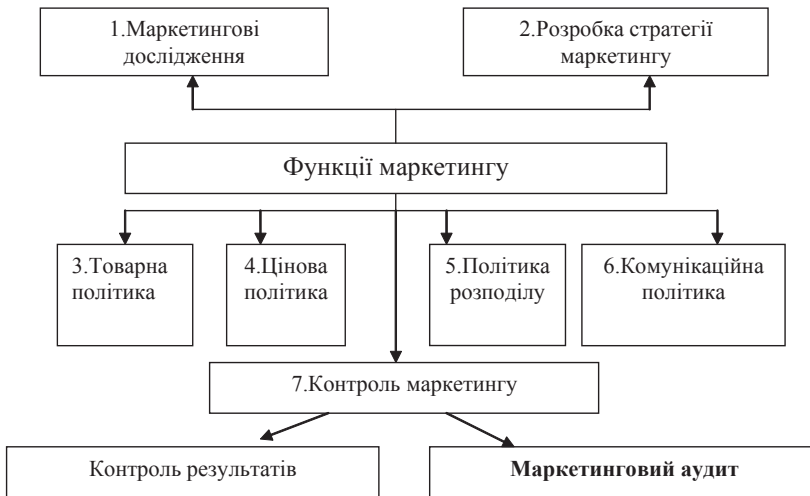 1.Маркетингові
дослідження
2.Розробка стратегії
маркетингу
Функції маркетингу
3.Товарна
політика
4.Цінова
політика
5.Політика
розподілу
6.Комунікаційна
політика
7.Контроль маркетингу
Контроль результатів
Маркетинговий аудит